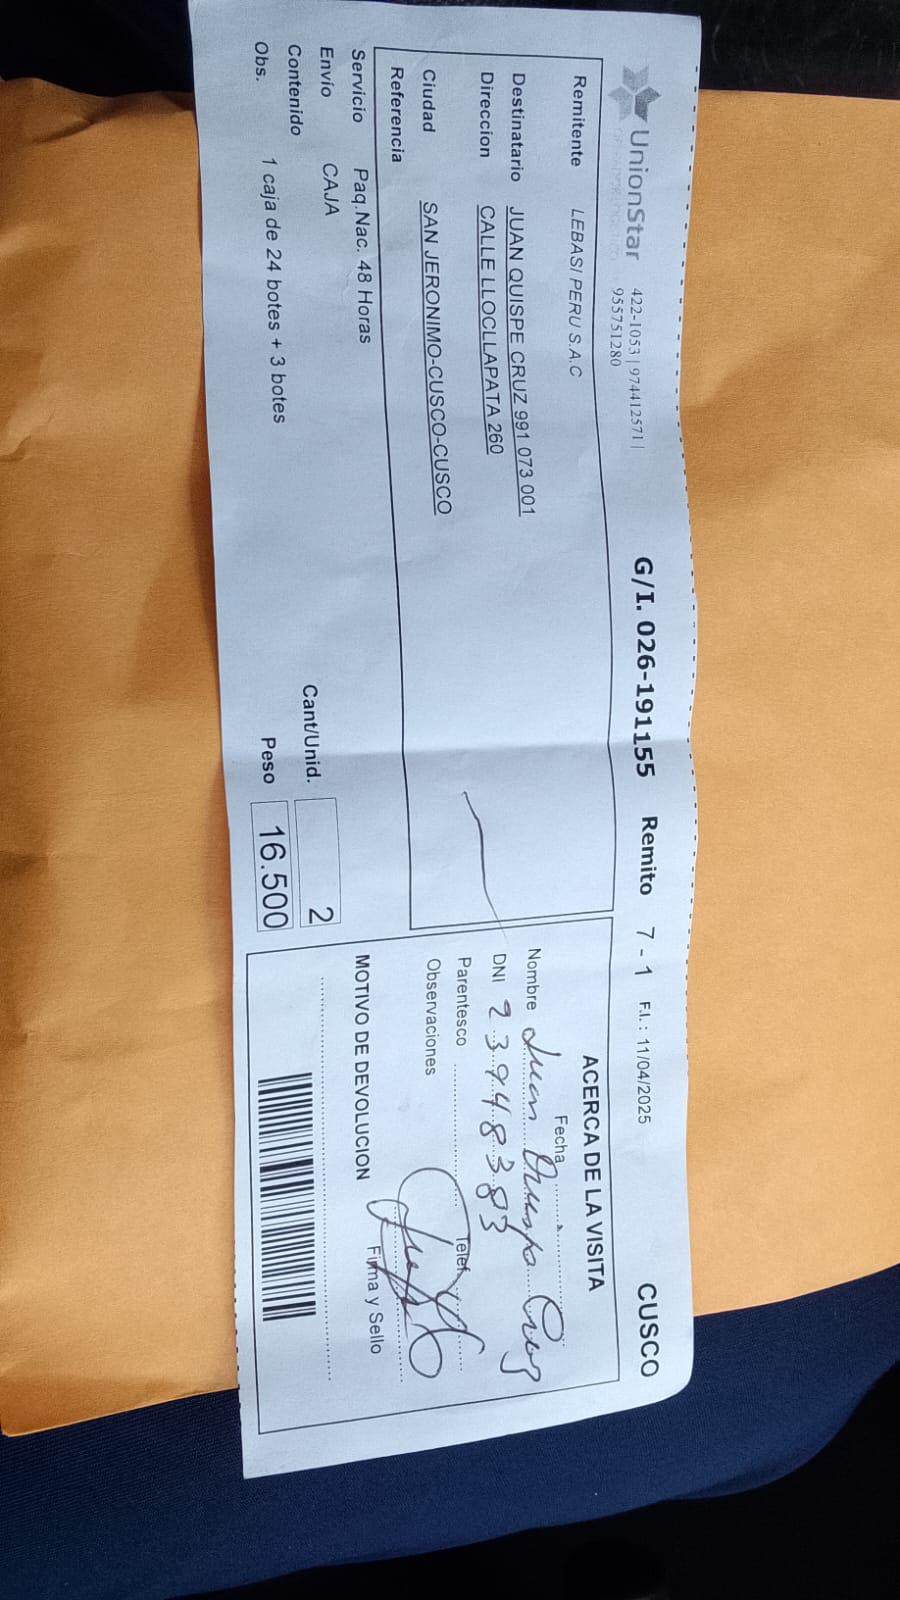 UnionStar 422-1053 | 974412571 |
955751280
G/I. 026-191155 Remito 7 - 1 F.I. : 11/04/2025 CUSCO
Remitente LEBASI PERU S.A.C
Destinatario JUAN QUISPE CRUZ 991 073 001
Direccion CALLE LLOCLLAPATA 260
Ciudad SAN JERONIMO-CUSCO-CUSCO
Referencia
Servicio Paq.Nac. 48 Horas
Envio CAJA
Contenido
Obs. 1 caja de 24 botes + 3 botes
Cant/Unid. 2
Peso 16.500
ACERCA DE LA VISITA
Fecha
Nombre Juan Quispe Cruz
DNI 23948383
Parentesco Telef.
Observaciones
Firma y Sello
MOTIVO DE DEVOLUCION